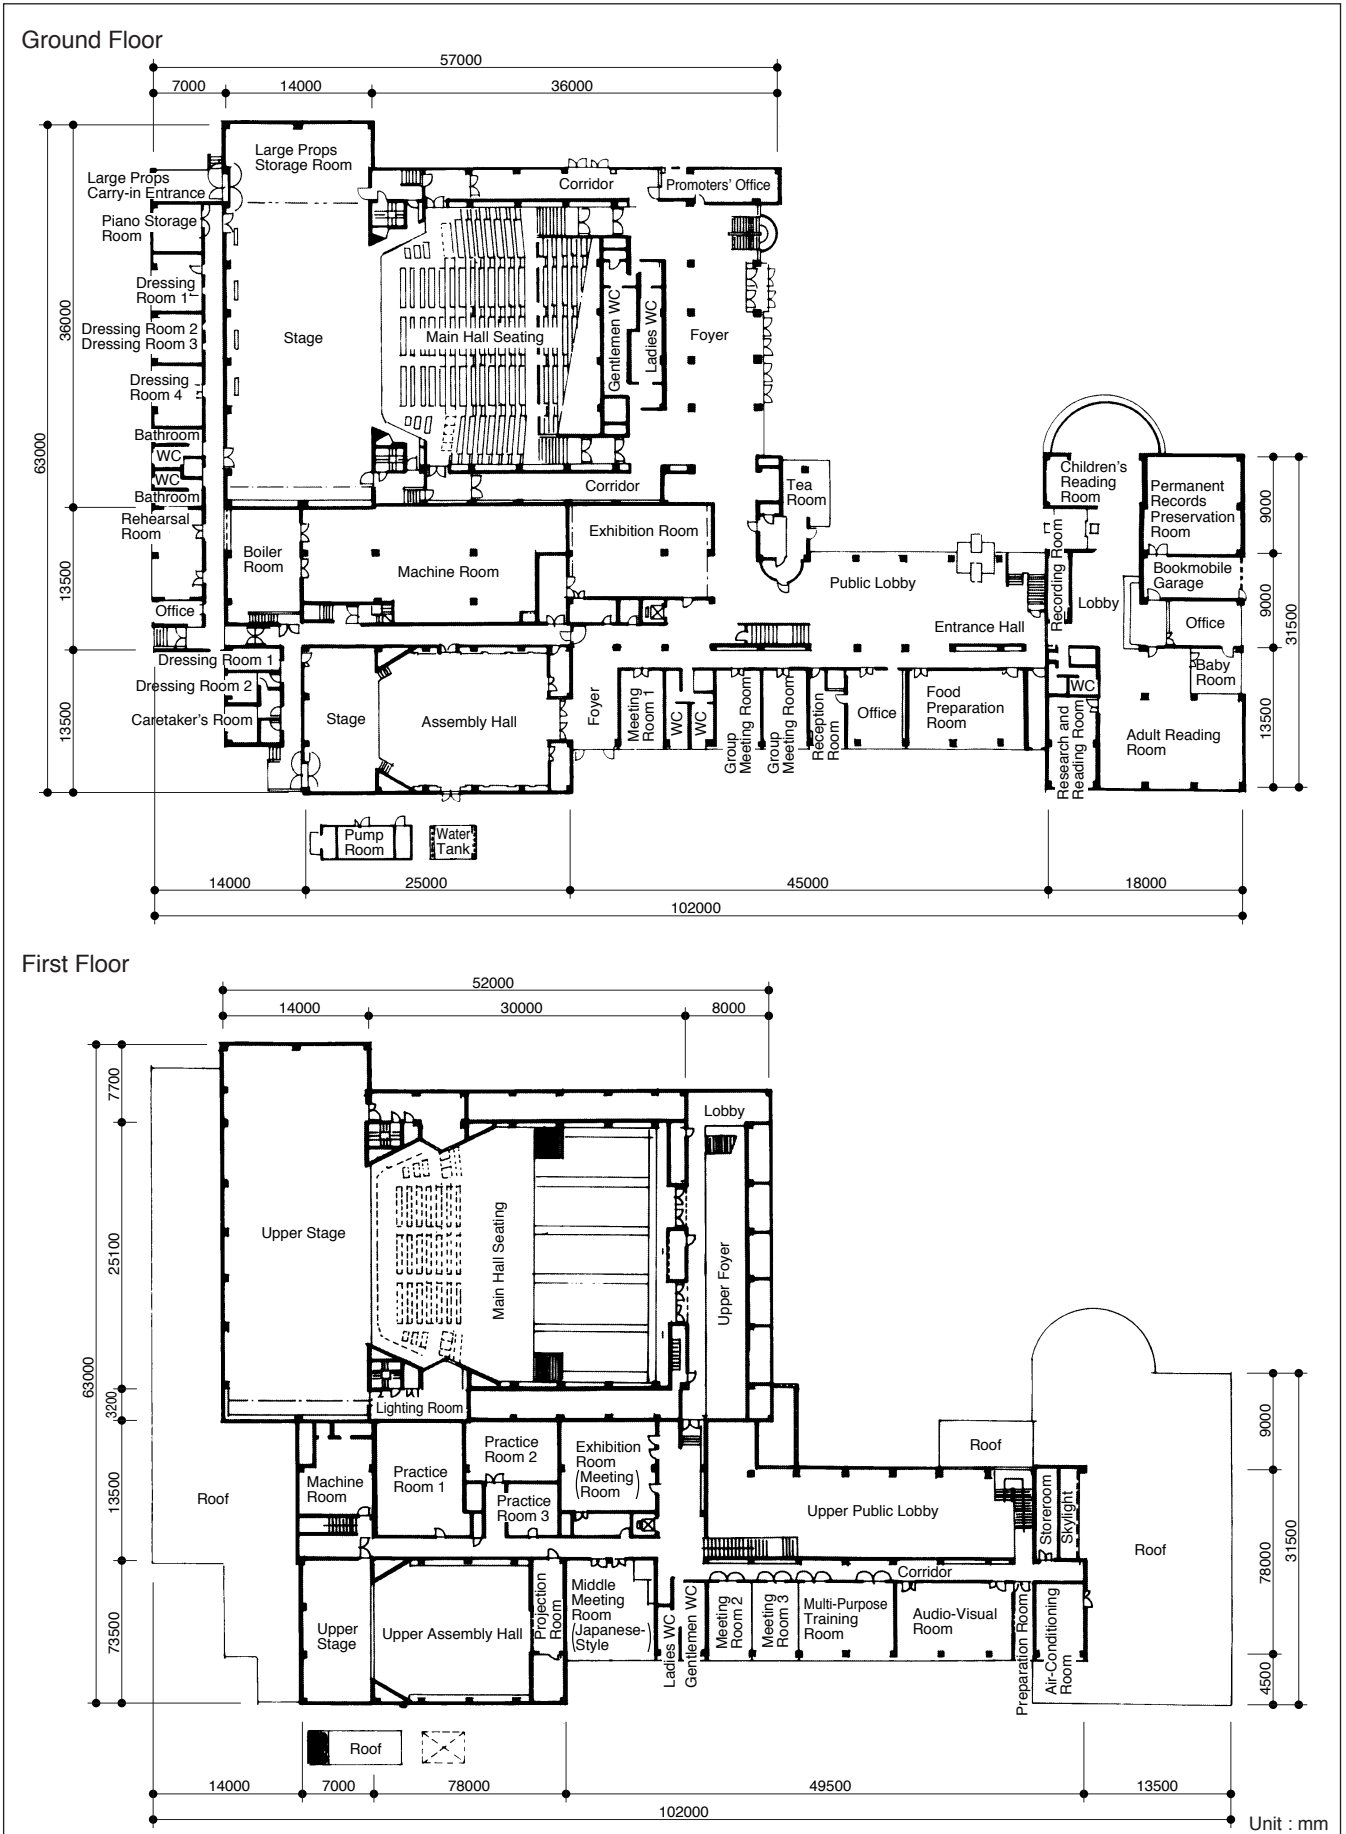 Ground Floor
57000
7000
14000
36000
Large Props
Storage Room
Large Props
Carry-in Entrance
Corridor
Promoters' Office
Piano Storage
Room
Dressing
Room 1
36000
Dressing Room 2
Dressing Room 3
Stage
Main Hall Seating
Gentlemen WC
Ladies WC
Foyer
Dressing
Room 4
63000
Bathroom
WC
WC
Bathroom
Corridor
Tea
Room
Children's
Reading
Room
Permanent
Records
Preservation
Room
9000
Rehearsal
Room
Boiler
Room
Machine Room
Exhibition Room
Public Lobby
Recording Room
Bookmobile
Garage
13500
Lobby
9000
31500
Office
Entrance Hall
Office
Dressing Room 1
Dressing Room 2
Caretaker's Room
Stage
Assembly Hall
Foyer
Meeting
Room 1
WC
WC
Group
Meeting Room
Group
Meeting Room
Reception
Room
Office
Food
Preparation
Room
WC
Research and
Reading Room
Baby
Room
Adult Reading
Room
13500
13500
Pump
Room
Water
Tank
14000
25000
45000
18000
102000
First Floor
52000
14000
30000
8000
7700
Lobby
Upper Stage
Main Hall Seating
Upper Foyer
25100
63000
3200
Lighting Room
9000
Practice
Room 1
Practice
Room 2
Practice
Room 3
Exhibition
Room
(Meeting
Room)
Roof
Machine
Room
Upper Public Lobby
Storeroom
Skylight
Roof
13500
Roof
31500
78000
Corridor
Upper
Stage
Upper Assembly Hall
Projection
Room
Middle
Meeting
Room
(Japanese-
Style)
Ladies WC
Gentlemen WC
Meeting
Room 2
Meeting
Room 3
Multi-Purpose
Training
Room
Audio-Visual
Room
Preparation Room
Air-Conditioning
Room
73500
4500
Roof
14000
7000
78000
49500
13500
102000
Unit : mm